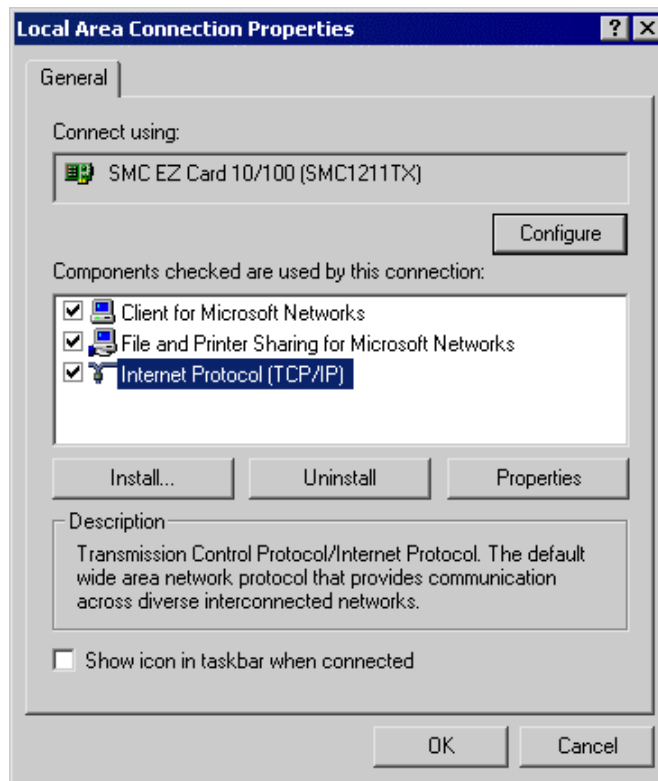 Local Area Connection Properties
General
Connect using:
SMC EZ Card 10/100 (SMC1211TX)
Configure
Components checked are used by this connection:
Client for Microsoft Networks
File and Printer Sharing for Microsoft Networks
Internet Protocol (TCP/IP)
Install... Uninstall Properties
Description
Transmission Control Protocol/Internet Protocol. The default
wide area network protocol that provides communication
across diverse interconnected networks.
Show icon in taskbar when connected
OK Cancel